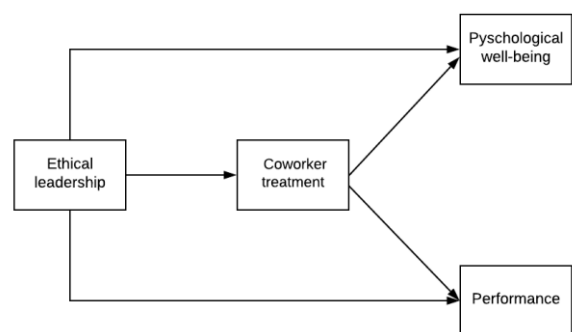 Pyschological
well-being
Ethical
leadership
Coworker
treatment
Performance